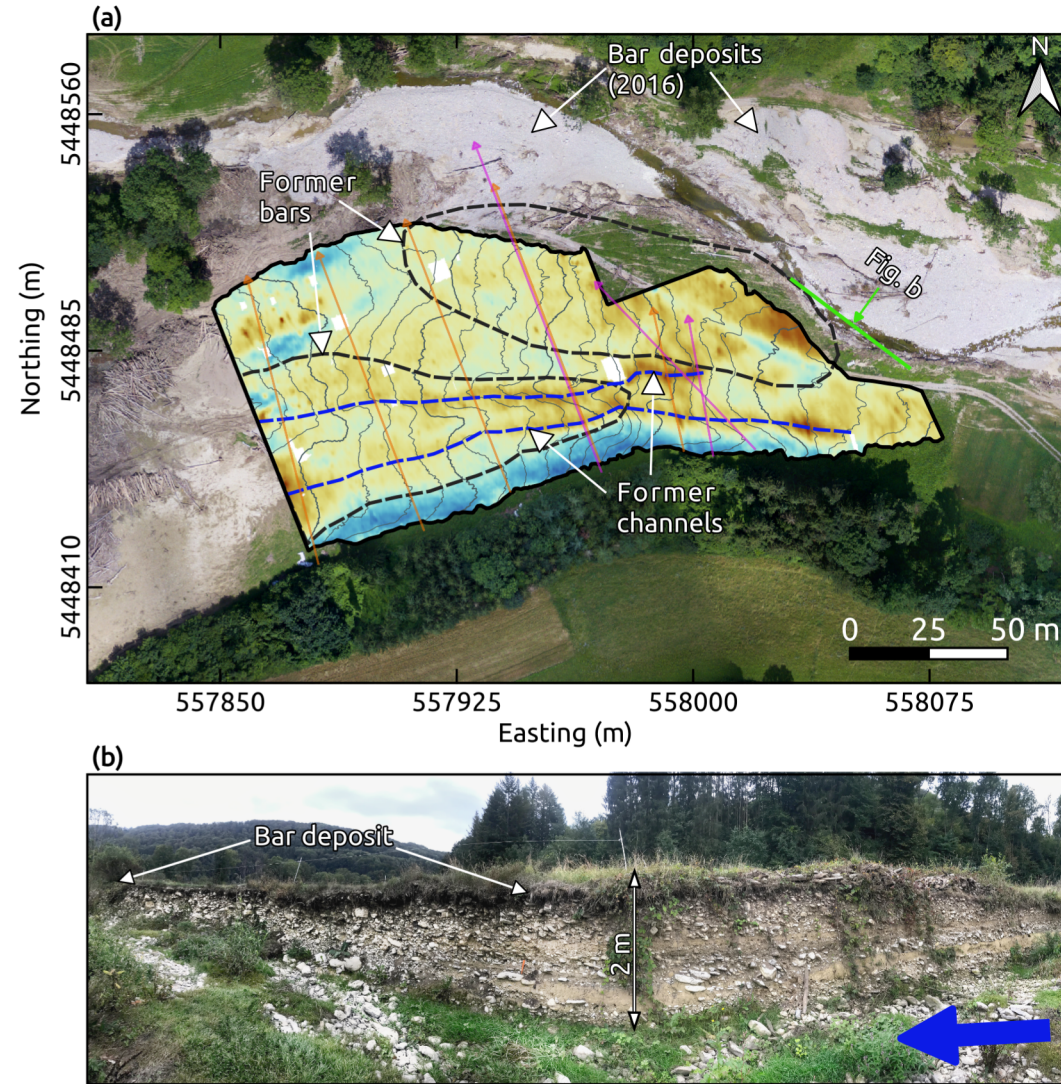 (a)
N
Bar deposits
(2016)
Former
bars
Fig. b
Former
channels
0 25 50 m
Northing (m)
5448560
5448485
5448410
557850 557925 558000 558075
Easting (m)
(b)
Bar deposit
2 m